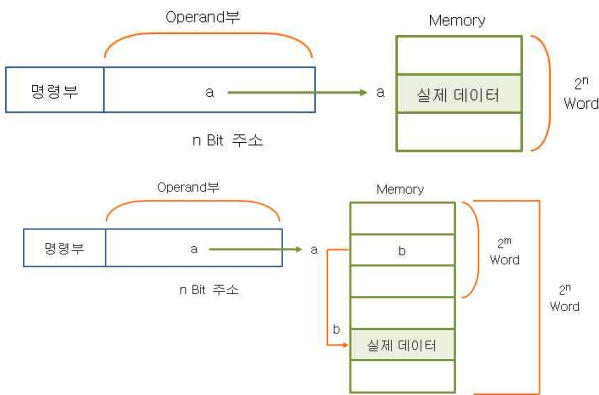 Operand부
Memory
명령부
a
a
실제 데이터
2ⁿ
Word
n Bit 주소
Operand부
Memory
명령부
a
a
b
2ᵐ
Word
n Bit 주소
2ⁿ
Word
b
실제 데이터